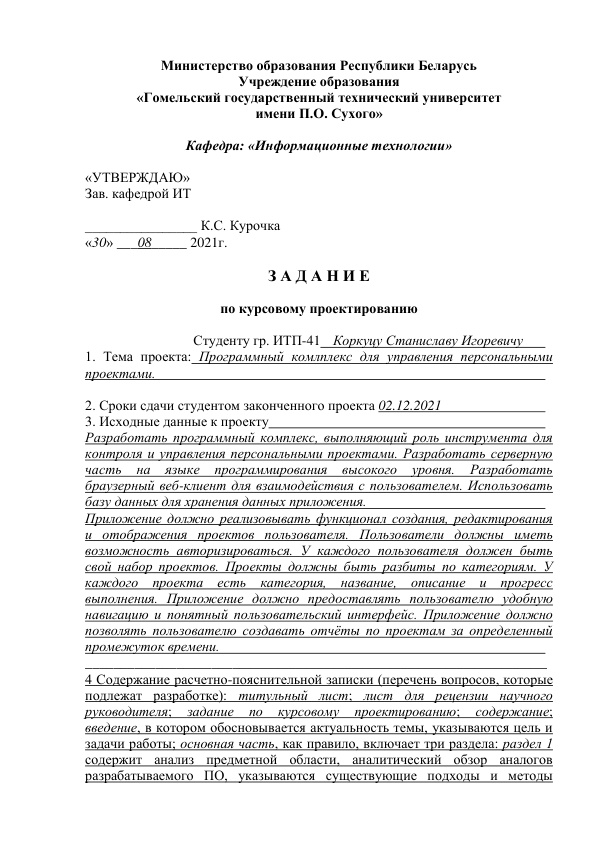 Министерство образования Республики Беларусь
Учреждение образования
«Гомельский государственный технический университет
имени П.О. Сухого»
Кафедра: «Информационные технологии»
«УТВЕРЖДАЮ»
Зав. кафедрой ИТ
________________ К.С. Курочка
«30» ___08_____ 2021г.
З А Д А Н И Е
по курсовому проектированию
Студенту гр. ИТП-41 Коркуцу Станиславу Игоревичу
1. Тема проекта: Программный комлплекс для управления персональными
проектами.
2. Сроки сдачи студентом законченного проекта 02.12.2021
3. Исходные данные к проекту
Разработать программный комплекс, выполняющий роль инструмента для
контроля и управления персональными проектами. Разработать серверную
часть на языке программирования высокого уровня. Разработать
браузерный веб-клиент для взаимодействия с пользователем. Использовать
базу данных для хранения данных приложения.
Приложение должно реализовывать функционал создания, редактирования
и отображения проектов пользователя. Пользователи должны иметь
возможность авторизироваться. У каждого пользователя должен быть
свой набор проектов. Проекты должны быть разбиты по категориям. У
каждого проекта есть категория, название, описание и прогресс
выполнения. Приложение должно предоставлять пользователю удобную
навигацию и понятный пользовательский интерфейс. Приложение должно
позволять пользователю создавать отчёты по проектам за определенный
промежуток времени.
4 Содержание расчетно-пояснительной записки (перечень вопросов, которые
подлежат разработке): титульный лист; лист для рецензии научного
руководителя; задание по курсовому проектированию; содержание;
введение, в котором обосновывается актуальность темы, указываются цель и
задачи работы; основная часть, как правило, включает три раздела: раздел 1
содержит анализ предметной области, аналитический обзор аналогов
разрабатываемого ПО, указываются существующие подходы и методы